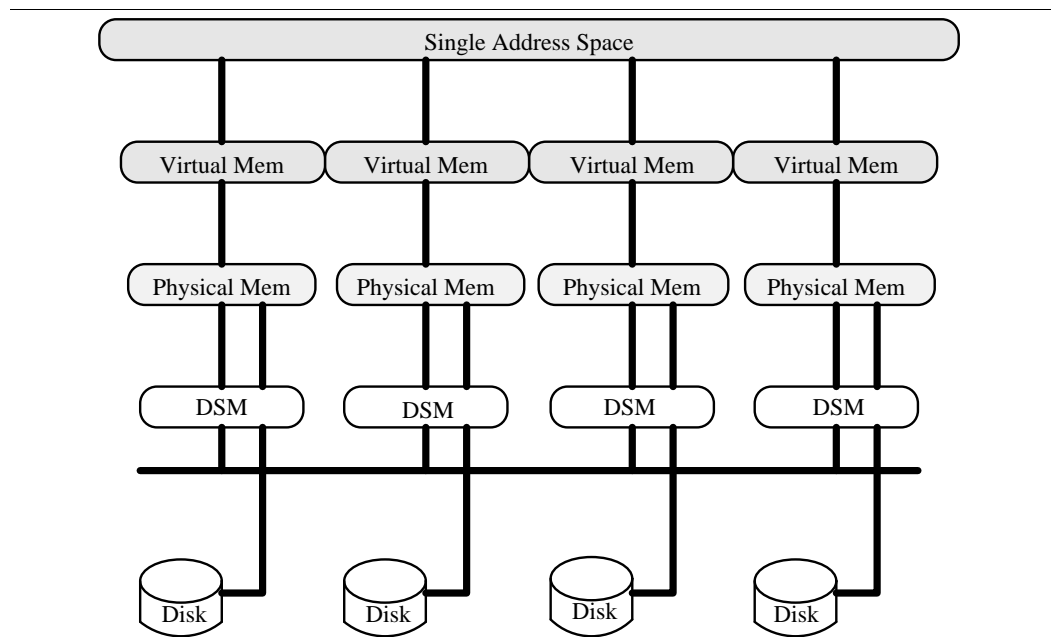 Single Address Space
Virtual Mem Virtual Mem Virtual Mem Virtual Mem
Physical Mem Physical Mem Physical Mem Physical Mem
DSM DSM DSM DSM
Disk Disk Disk Disk